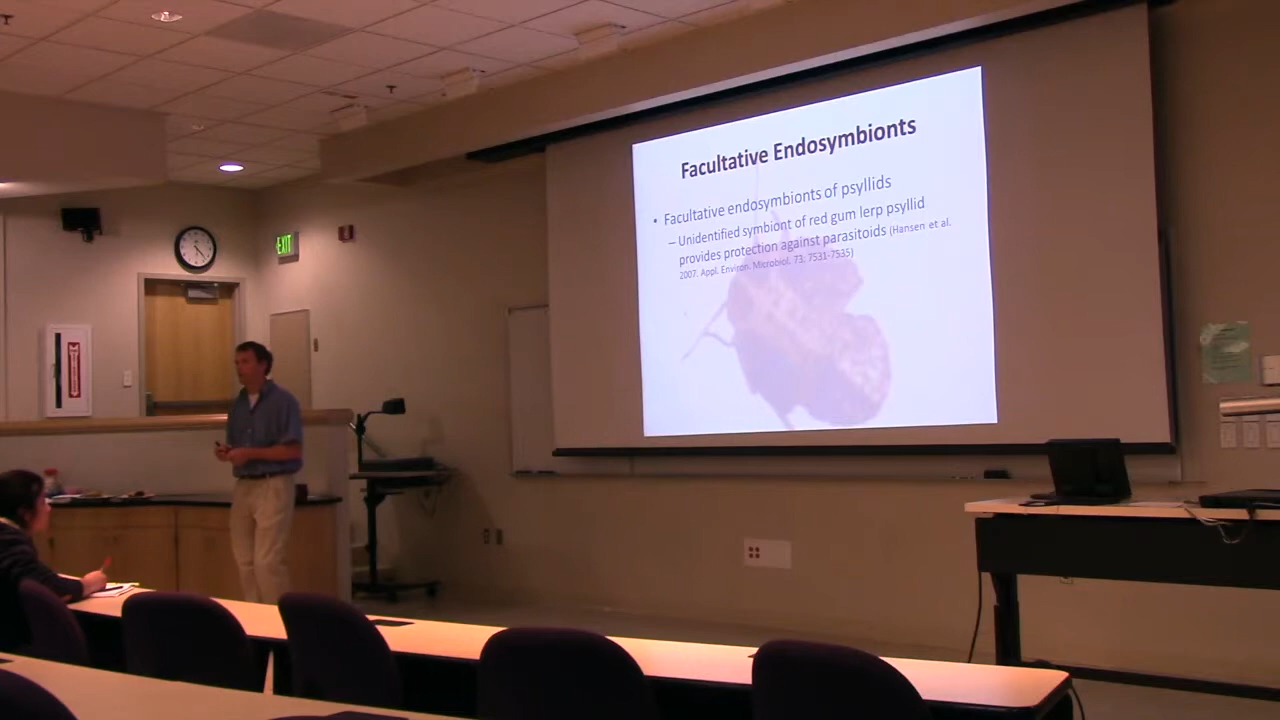 Facultative Endosymbionts
• Facultative endosymbionts of psyllids
– Unidentified symbiont of red gum lerp psyllid
provides protection against parasitoids (Hansen et al.
2007. Appl. Environ. Microbiol. 73: 7531-7535)
EXIT